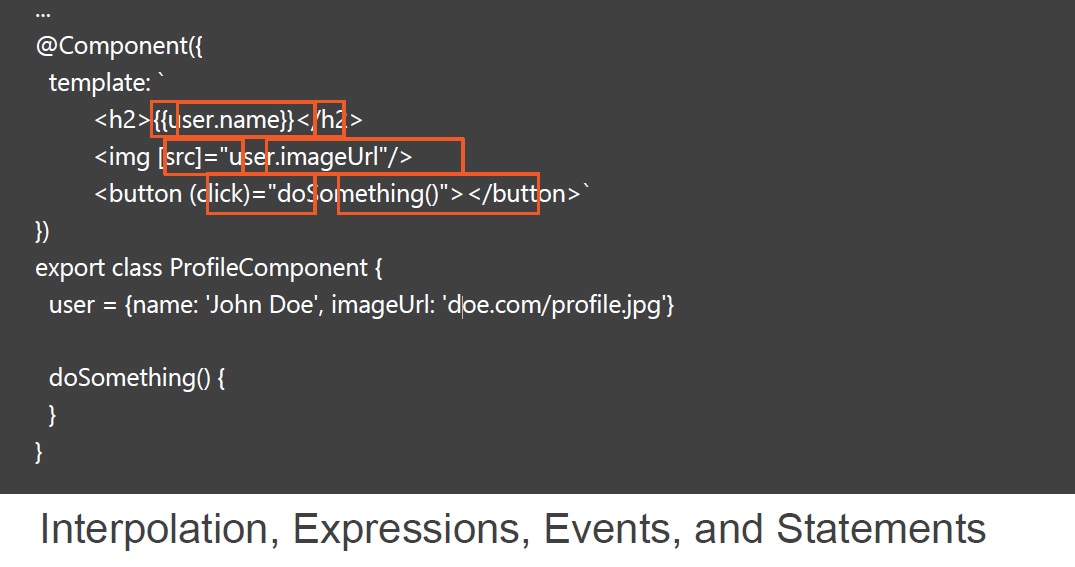 ...
@Component({
template: `
<h2>{{user.name}}</h2>
<img [src]="user.imageUrl"/>
<button (click)="doSomething()"></button>`
})
export class ProfileComponent {
user = {name: 'John Doe', imageUrl: 'doe.com/profile.jpg'}
doSomething() {
}
}
Interpolation, Expressions, Events, and Statements